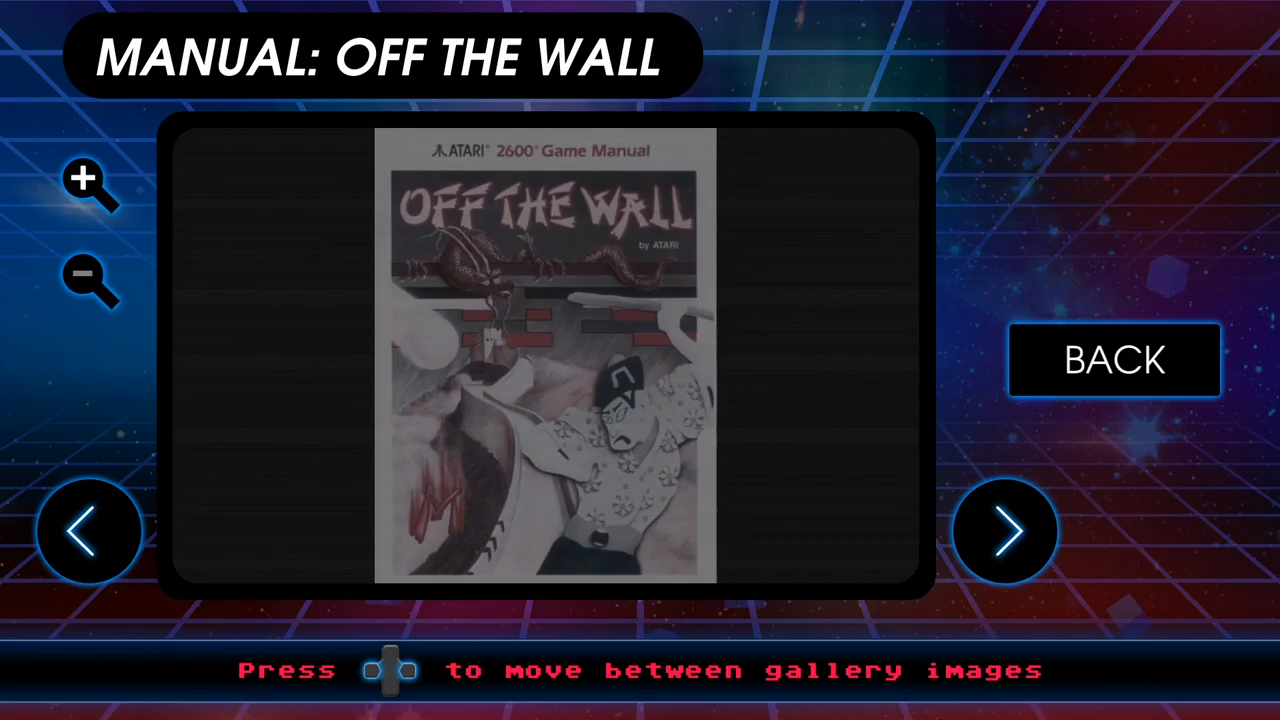 MANUAL: OFF THE WALL
ATARI® 2600® Game Manual
OFF THE WALL
by ATARI
BACK
Press to move between gallery images